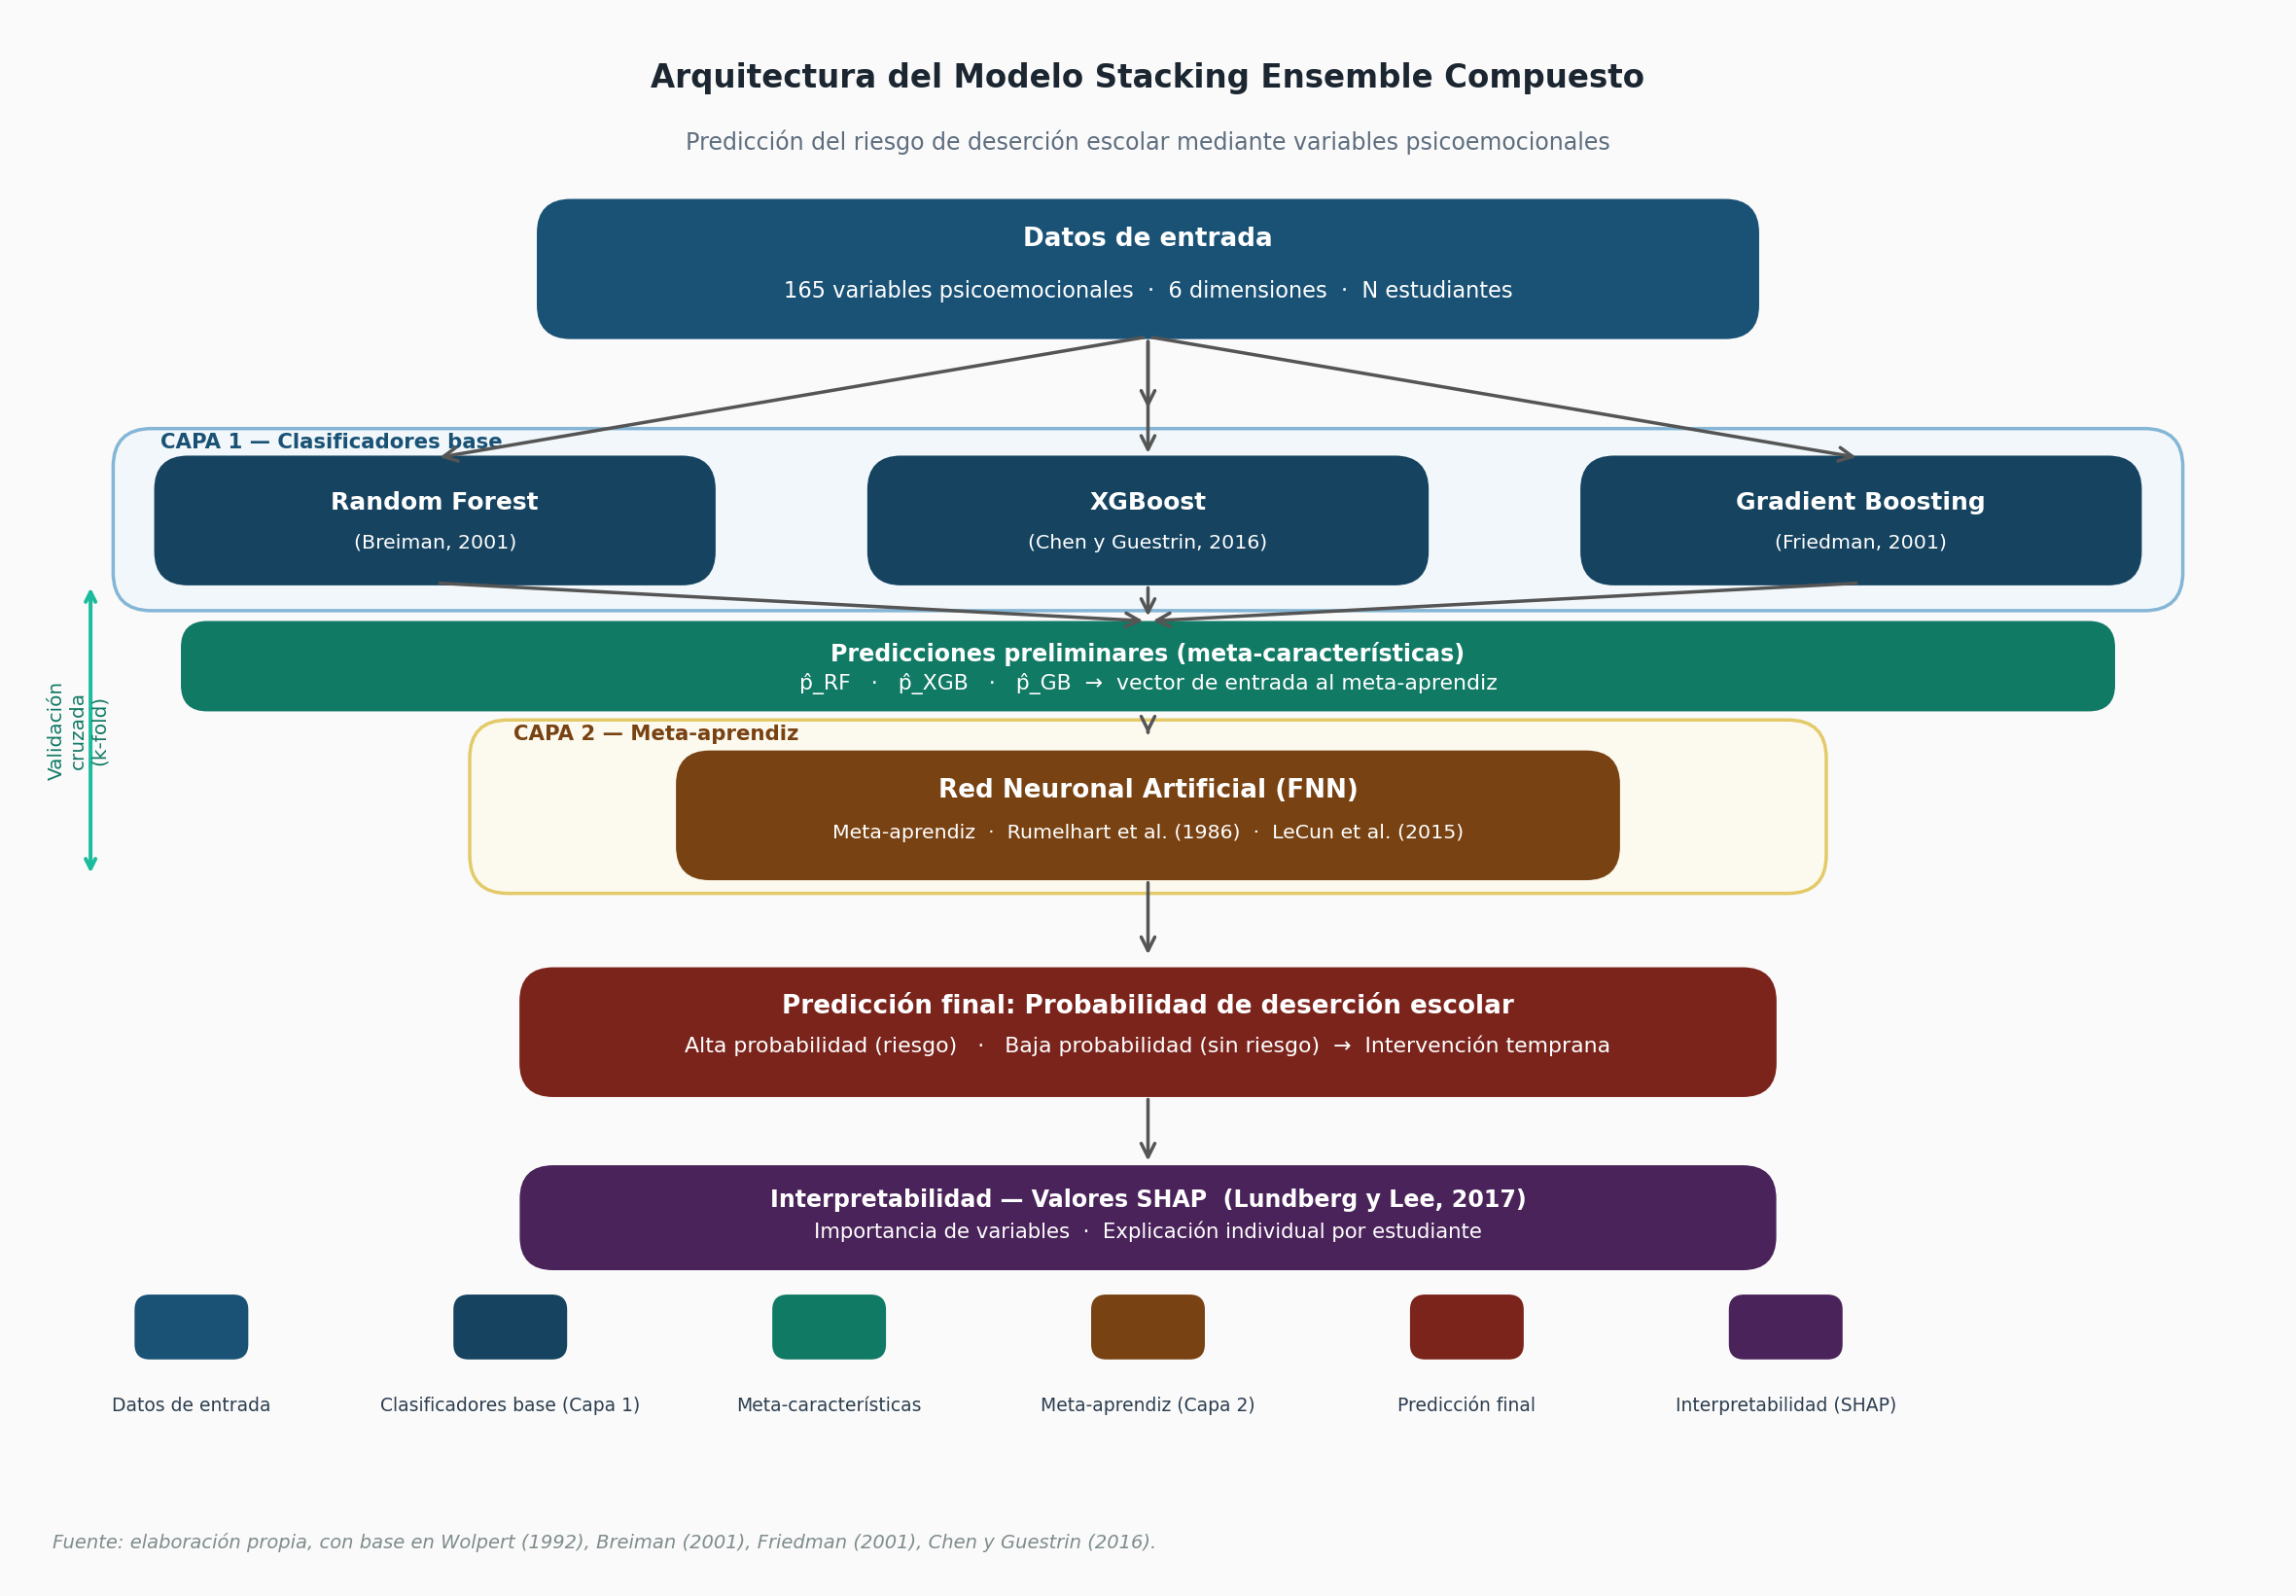 Arquitectura del Modelo Stacking Ensemble Compuesto
Predicción del riesgo de deserción escolar mediante variables psicoemocionales
Datos de entrada
165 variables psicoemocionales · 6 dimensiones · N estudiantes
CAPA 1 — Clasificadores base
Random Forest
(Breiman, 2001)
XGBoost
(Chen y Guestrin, 2016)
Gradient Boosting
(Friedman, 2001)
Predicciones preliminares (meta-características)
p̂_RF · p̂_XGB · p̂_GB → vector de entrada al meta-aprendiz
Validación
cruzada
(k-fold)
CAPA 2 — Meta-aprendiz
Red Neuronal Artificial (FNN)
Meta-aprendiz · Rumelhart et al. (1986) · LeCun et al. (2015)
Predicción final: Probabilidad de deserción escolar
Alta probabilidad (riesgo) · Baja probabilidad (sin riesgo) → Intervención temprana
Interpretabilidad — Valores SHAP (Lundberg y Lee, 2017)
Importancia de variables · Explicación individual por estudiante
Datos de entrada
Clasificadores base (Capa 1)
Meta-características
Meta-aprendiz (Capa 2)
Predicción final
Interpretabilidad (SHAP)
Fuente: elaboración propia, con base en Wolpert (1992), Breiman (2001), Friedman (2001), Chen y Guestrin (2016).